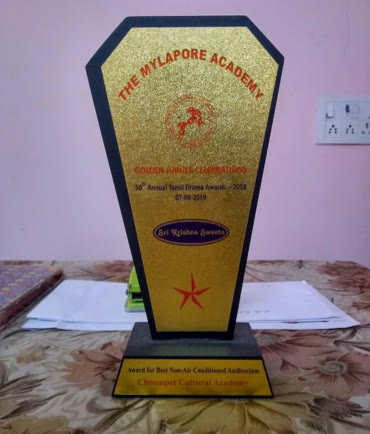 THE MYLAPORE ACADEMY
GOLDEN JUBILEE CELEBRATIONS
50th Annual Tamil Drama Awards - 2018
07-06-2019
Sri Krishna Sweets
Award for Best Non-Air Conditioned Auditorium
Chrompet Cultural Academy